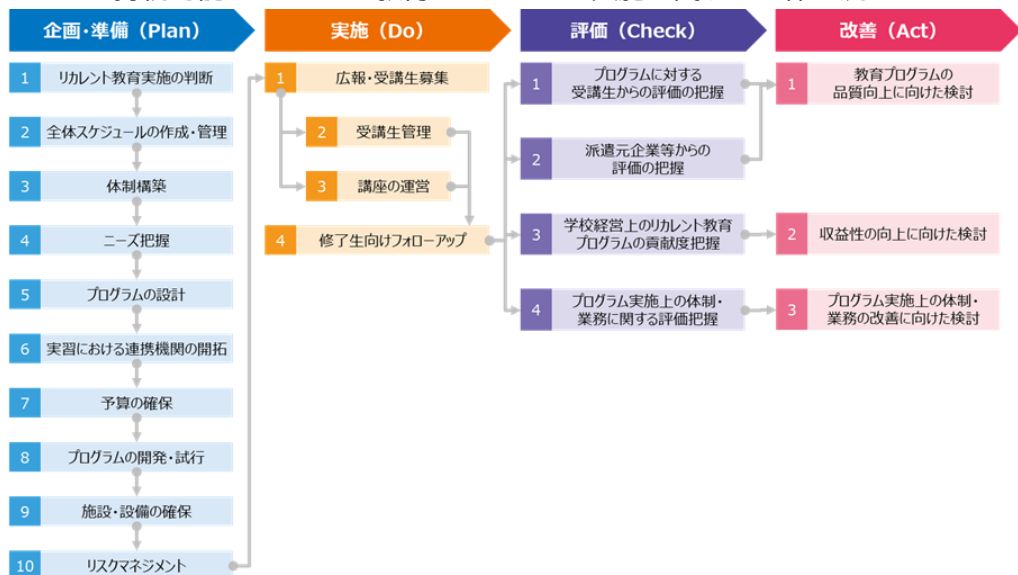 企画・準備（Plan）
1 リカレント教育実施の判断
2 全体スケジュールの作成・管理
3 体制構築
4 ニーズ把握
5 プログラムの設計
6 実習における連携機関の開拓
7 予算の確保
8 プログラムの開発・試行
9 施設・設備の確保
10 リスクマネジメント
実施（Do）
1 広報・受講生募集
2 受講生管理
3 講座の運営
4 修了生向けフォローアップ
評価（Check）
1 プログラムに対する
受講生からの評価の把握
2 派遣元企業等からの
評価の把握
3 学校経営上のリカレント教育
プログラムの貢献度把握
4 プログラム実施上の体制・
業務に関する評価把握
改善（Act）
1 教育プログラムの
品質向上に向けた検討
2 収益性の向上に向けた検討
3 プログラム実施上の体制・
業務の改善に向けた検討